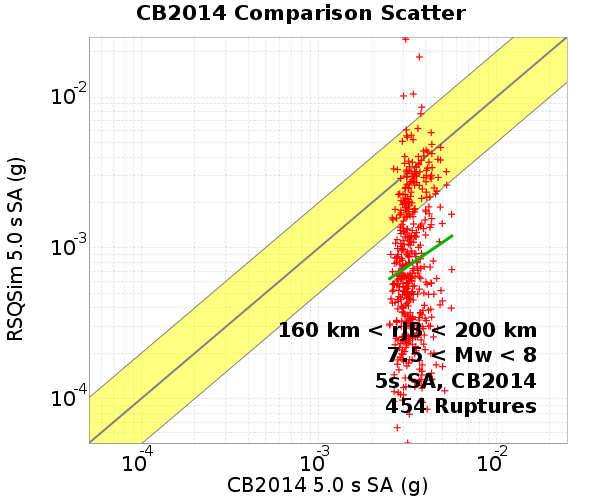 CB2014 Comparison Scatter
RSQSim 5.0 s SA (g)
10-2
10-3
10-4
160 km < rJB < 200 km
7.5 < Mw < 8
5s SA, CB2014
454 Ruptures
10-4
10-3
10-2
CB2014 5.0 s SA (g)